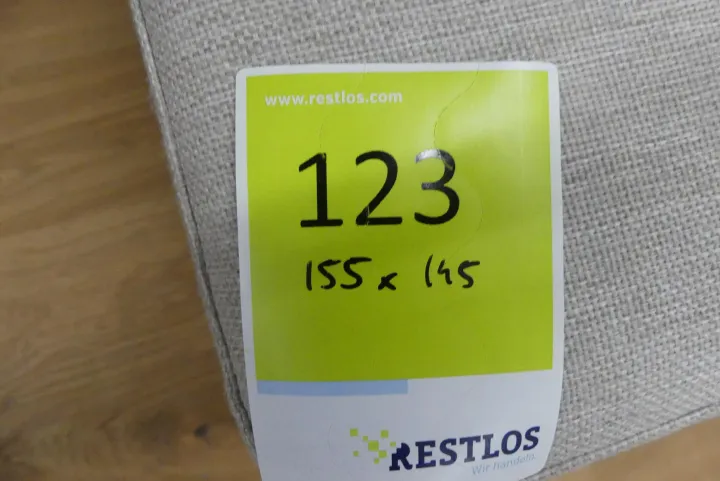 www.restlos.com
123
155 x 145
RESTLOS
Wir handeln.